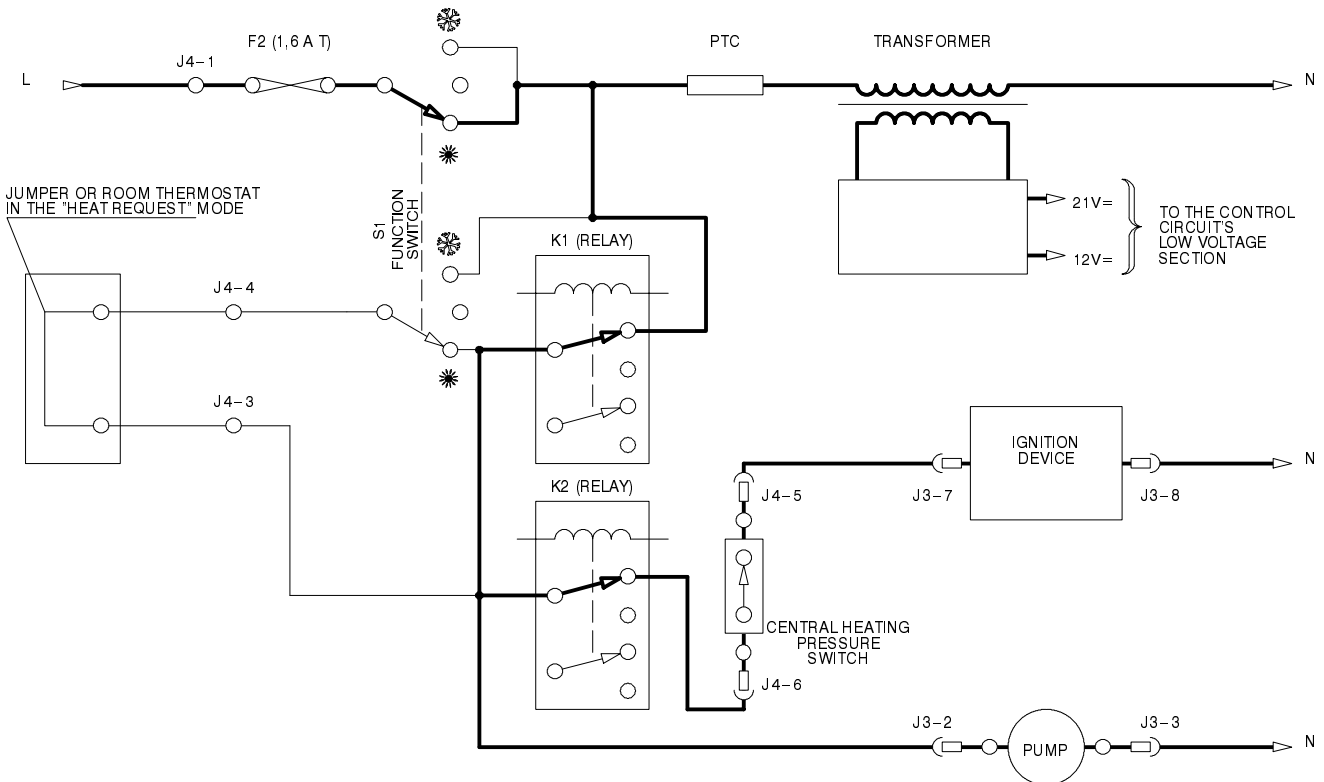 F2 (1,6 A T)
PTC
TRANSFORMER
J4-1
L
N
JUMPER OR ROOM THERMOSTAT
IN THE "HEAT REQUEST" MODE
S1
FUNCTION
SWITCH
21V=
12V=
TO THE CONTROL
CIRCUIT'S
LOW VOLTAGE
SECTION
K1 (RELAY)
J4-4
J4-3
IGNITION
DEVICE
N
K2 (RELAY)
J4-5
J3-7
J3-8
CENTRAL HEATING
PRESSURE
SWITCH
J4-6
J3-2
J3-3
PUMP
N